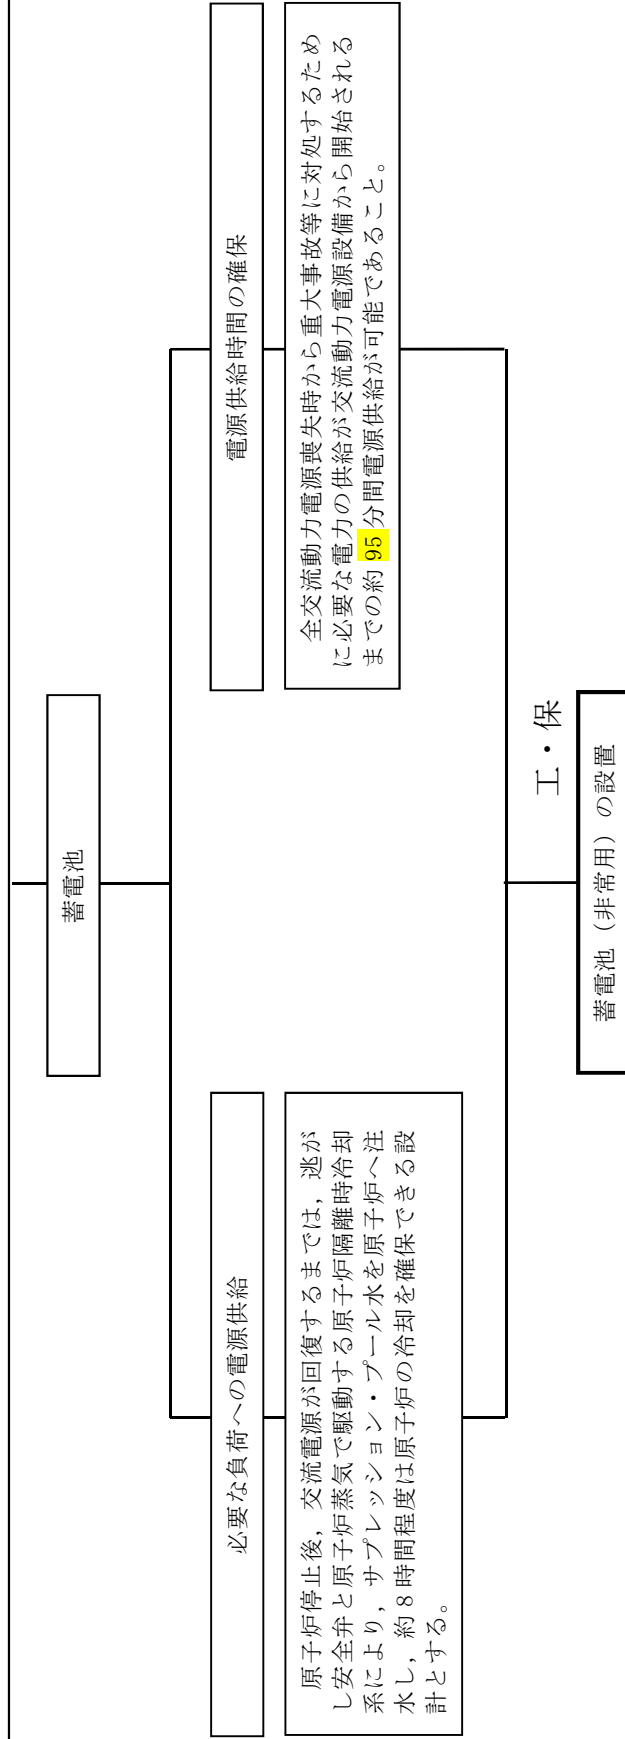 蓄電池
必要な負荷への電源供給
原子炉停止後，交流電源が回復するまでは，逃が
し安全弁と原子炉蒸気で駆動する原子炉隔離時冷却
系により，サプレッション・プール水を原子炉へ注
水し，約８時間程度は原子炉の冷却を確保できる設
計とする。
電源供給時間の確保
全交流動力電源喪失時から重大事故等に対処するため
に必要な電力の供給が交流動力電源設備から開始される
までの約 95 分間電源供給が可能であること。
工・保
蓄電池（非常用）の設置